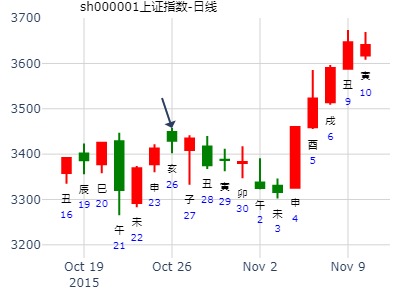 sh000001上证指数-日线
3700
3600
3500
3400
3300
3200
丑
16
辰
19
巳
20
午
21
未
22
申
23
亥
26
子
27
丑
28
寅
29
卯
30
午
2
未
3
申
4
酉
5
戌
6
丑
9
寅
10
Oct 19
2015
Oct 26
Nov 2
Nov 9